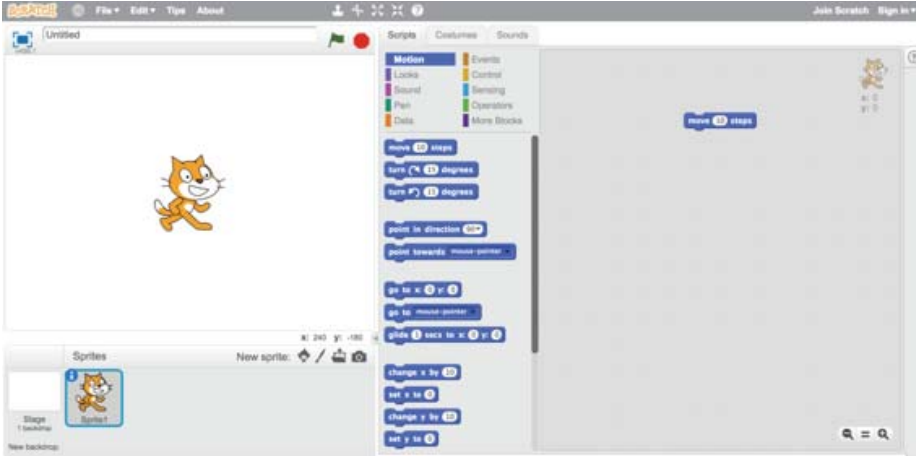 SCRATCH File Edit Tips About Join Scratch Sign in
Untitled
Scripts Costumes Sounds
Motion Events
Looks Control
Sound Sensing
Pen Operators
Data More Blocks
x: 0
y: 0
move 10 steps
move 10 steps
turn 15 degrees
turn 15 degrees
point in direction 90
point towards mouse-pointer
go to x: 0 y: 0
go to mouse-pointer
glide 1 secs to x: 0 y: 0
x: 240 y: -180
Sprites New sprite:
change x by 10
set x to 0
change y by 10
set y to 0
Stage
1 backdrop
Sprite1
New backdrop: